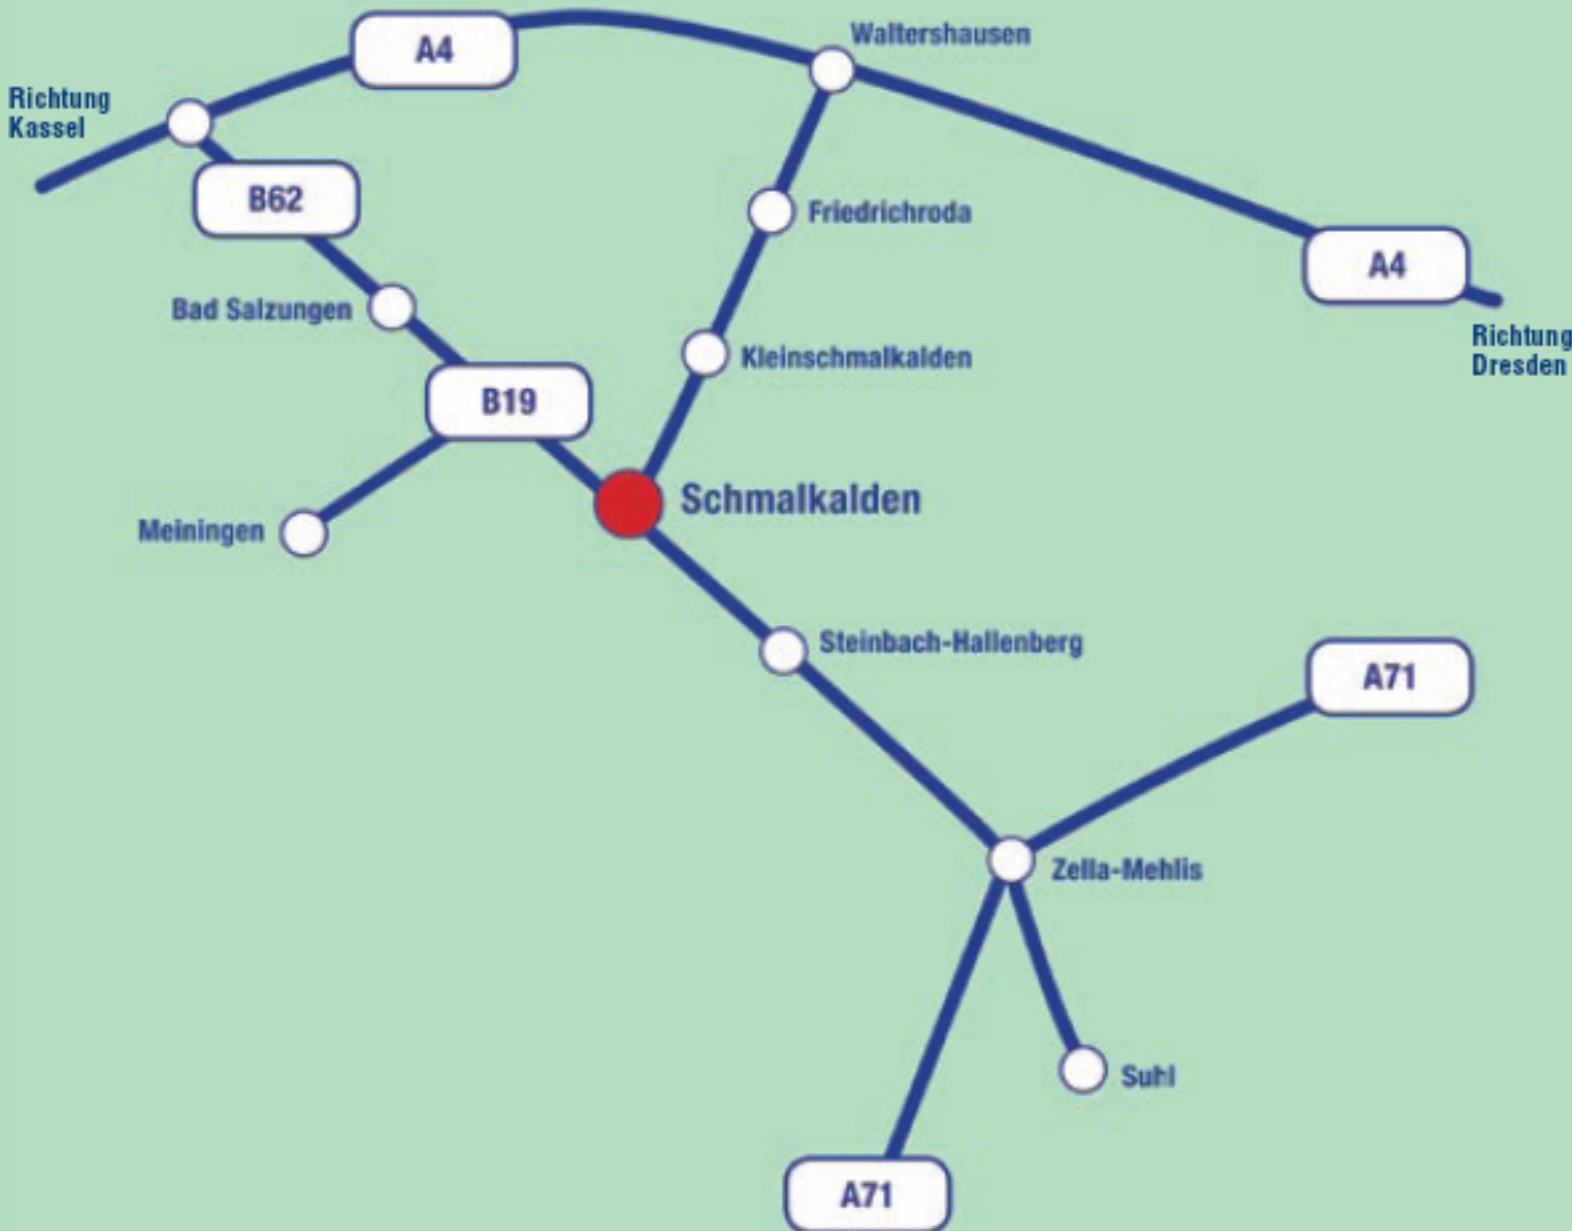 A4
Waltershausen
Richtung
Kassel
B62
Friedrichroda
A4
Bad Salzungen
Richtung
Dresden
Kleinschmalkalden
B19
Schmalkalden
Meiningen
Steinbach-Hallenberg
A71
Zella-Mehlis
Suhl
A71